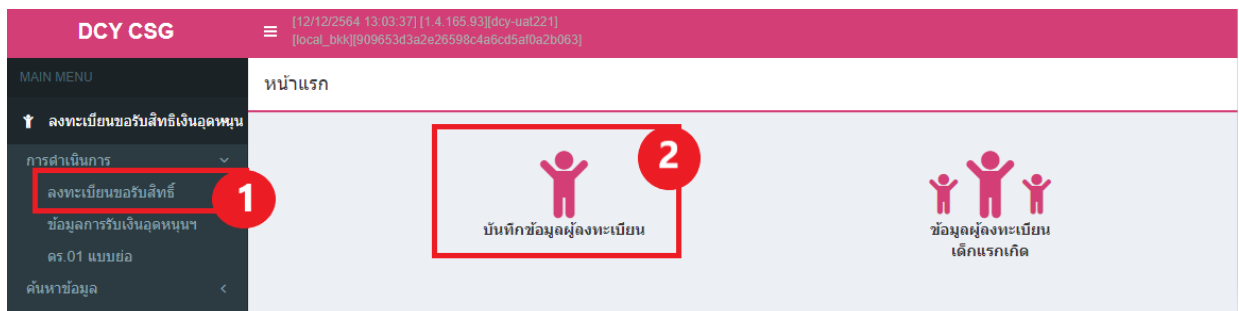 DCY CSG
[12/12/2564 13:03:37] [1.4.165.93][dcy-uat221]
[local_bkk][909653d3a2e26598c4a6cd5af0a2b063]
MAIN MENU
หน้าแรก
ลงทะเบียนขอรับสิทธิเงินอุดหนุน
การดำเนินการ
ลงทะเบียนขอรับสิทธิ์
1
ข้อมูลการรับเงินอุดหนุนฯ
ดร.01 แบบย่อ
ค้นหาข้อมูล
2
บันทึกข้อมูลผู้ลงทะเบียน
ข้อมูลผู้ลงทะเบียน
เด็กแรกเกิด